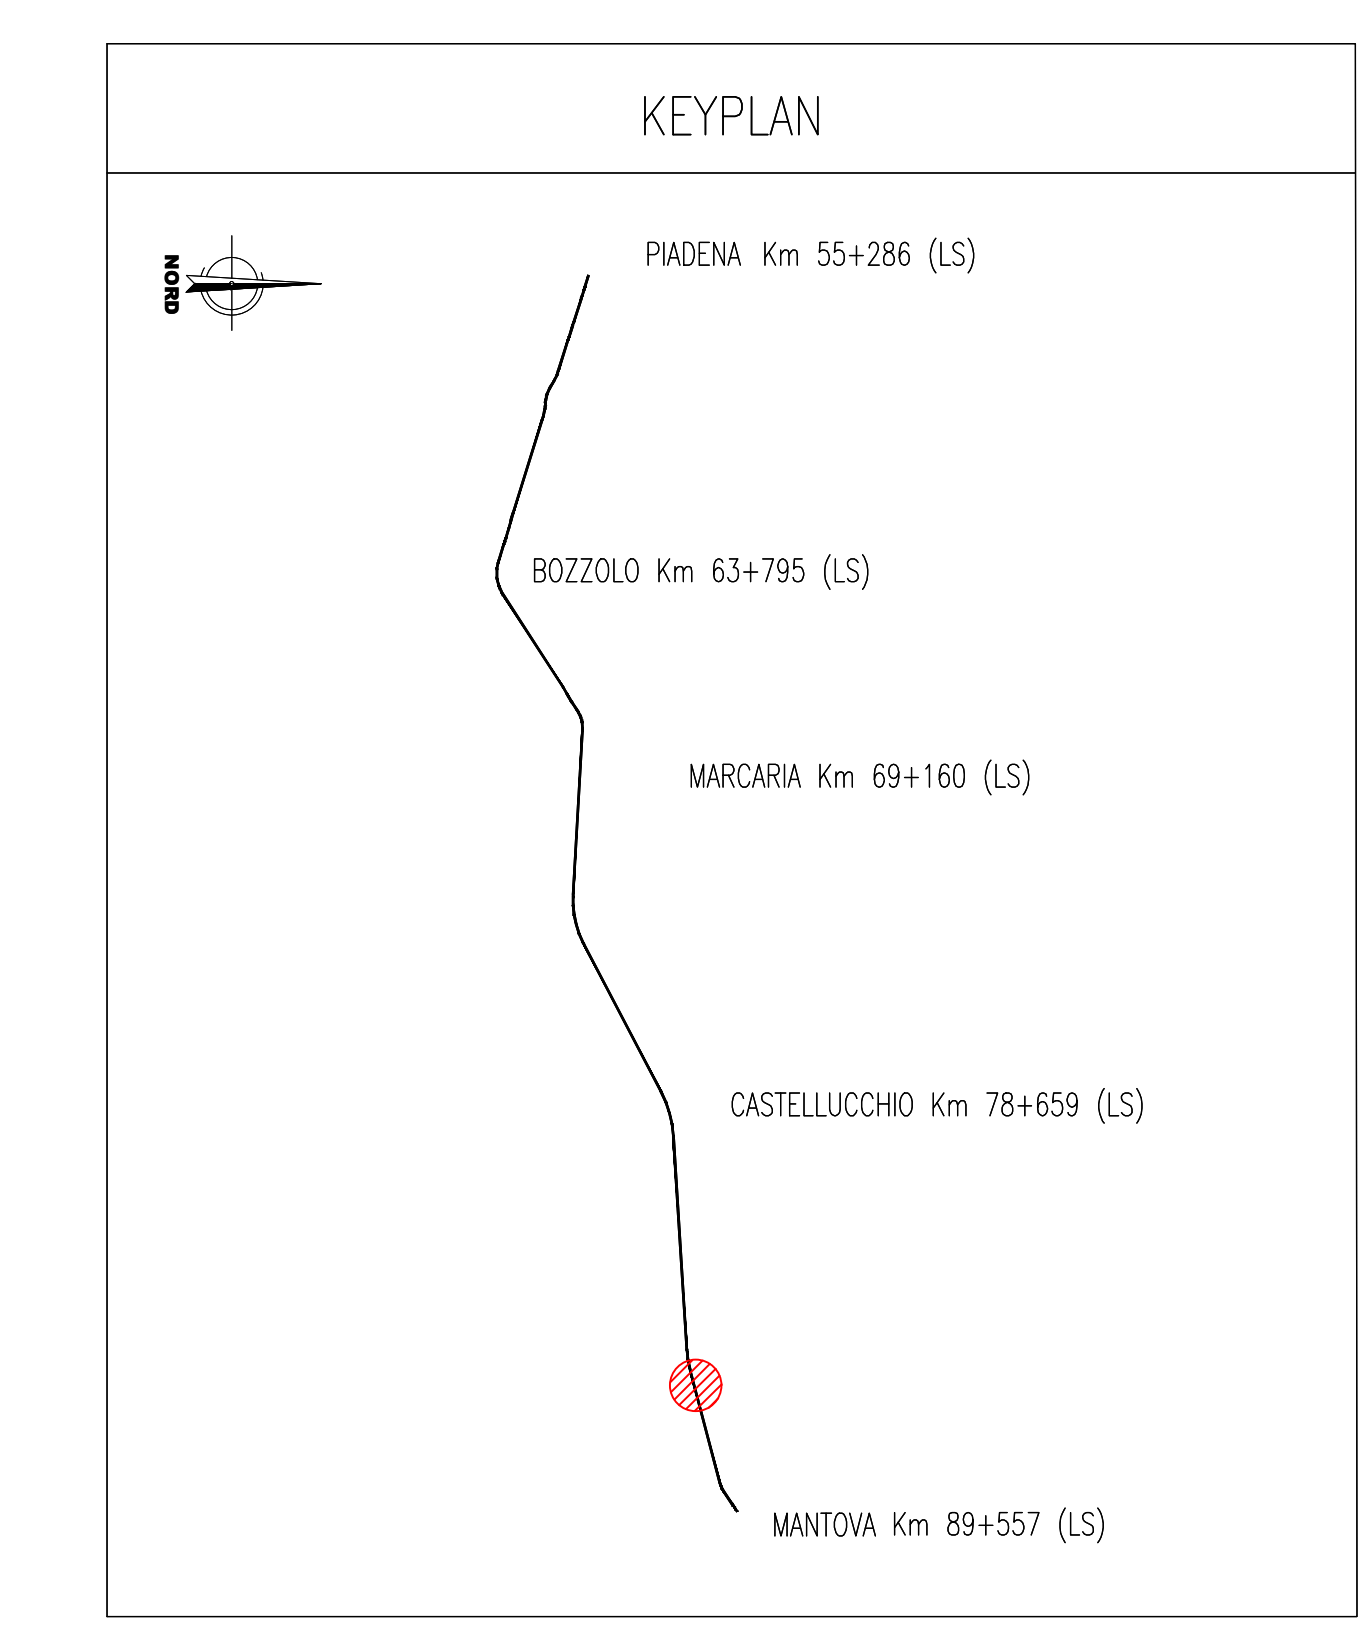 KEYPLAN
NORD
PIADENA Km 55+286 (LS)
BOZZOLO Km 63+795 (LS)
MARCARIA Km 69+160 (LS)
CASTELLUCCHIO Km 78+659 (LS)
MANTOVA Km 89+557 (LS)